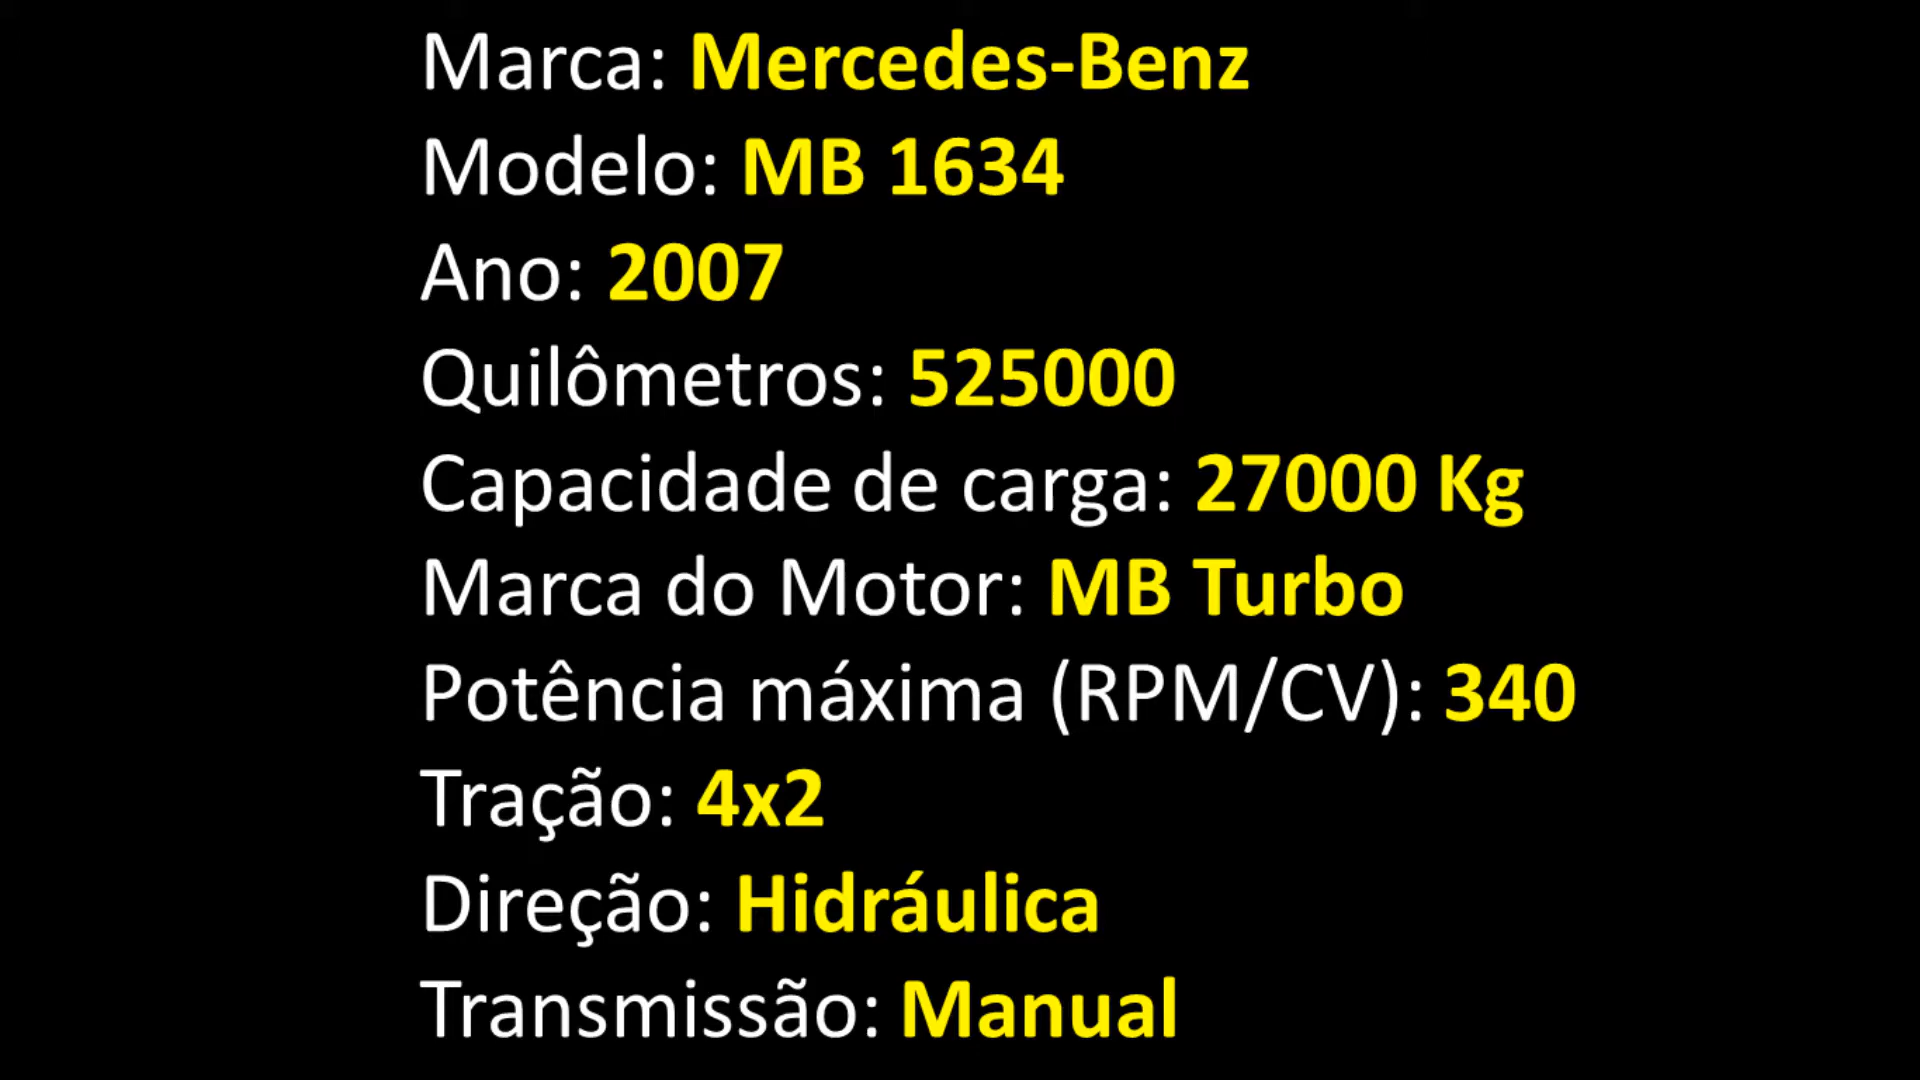 Marca: Mercedes-Benz
Modelo: MB 1634
Ano: 2007
Quilômetros: 525000
Capacidade de carga: 27000 Kg
Marca do Motor: MB Turbo
Potência máxima (RPM/CV): 340
Tração: 4x2
Direção: Hidráulica
Transmissão: Manual